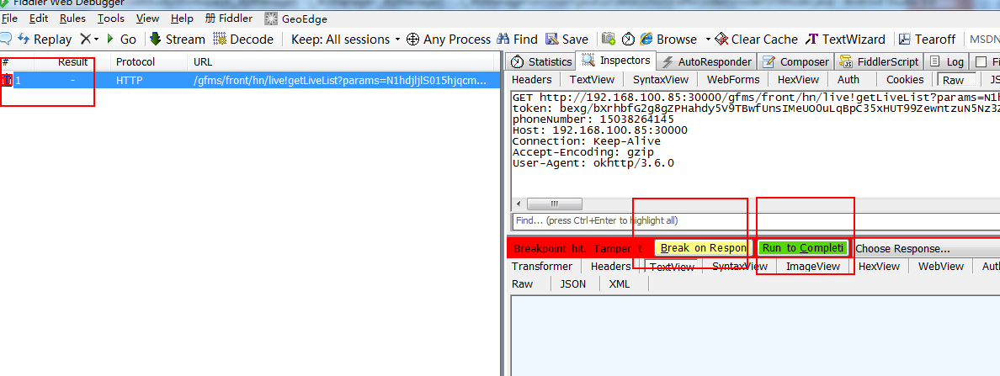 Fiddler Web Debugger
File Edit Rules Tools View Help 册 Fiddler GeoEdge
Replay Go Stream Decode Keep: All sessions Any Process Find Save Browse Clear Cache TextWizard Tearoff MSDN
# Result Protocol URL
1 - HTTP /gfms/front/hn/live!getLiveList?params=N1hdjljlS015hjqcm...
Statistics Inspectors AutoResponder Composer FiddlerScript Log Fi
Headers TextView SyntaxView WebForms HexView Auth Cookies Raw JS
GET http://192.168.100.85:30000/gfms/front/hn/live!getLiveList?params=N1h
token: bexg/bXrhbfG2g8gZPHahdy5V9TBwfUnsIMeUO0uLqBpC35xHUT99ZewntzuN5Nz3Z
phoneNumber: 15038264145
Host: 192.168.100.85:30000
Connection: Keep-Alive
Accept-Encoding: gzip
User-Agent: okhttp/3.6.0
Find... (press Ctrl+Enter to highlight all)
Breakpoint hit. Tamper t Break on Respon Run to Completi Choose Response...
Transformer Headers TextView SyntaxView ImageView HexView WebView Aut
Raw JSON XML